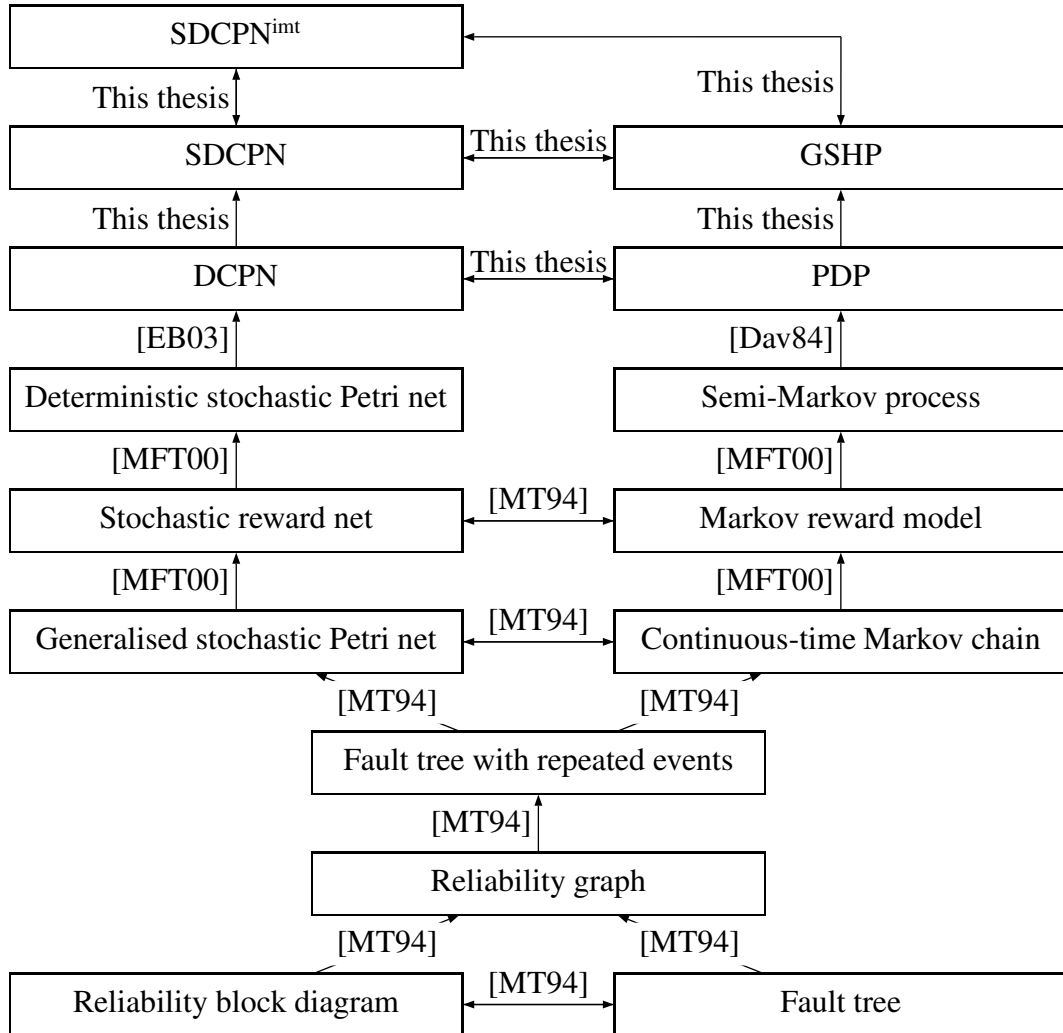 SDCPNⁱᵐᵗ
This thesis
This thesis
SDCPN
This thesis
GSHP
This thesis
This thesis
DCPN
This thesis
PDP
[EB03]
[Dav84]
Deterministic stochastic Petri net
Semi-Markov process
[MFT00]
[MFT00]
Stochastic reward net
[MT94]
Markov reward model
[MFT00]
[MFT00]
Generalised stochastic Petri net
[MT94]
Continuous-time Markov chain
[MT94]
[MT94]
Fault tree with repeated events
[MT94]
Reliability graph
[MT94]
[MT94]
Reliability block diagram
[MT94]
Fault tree